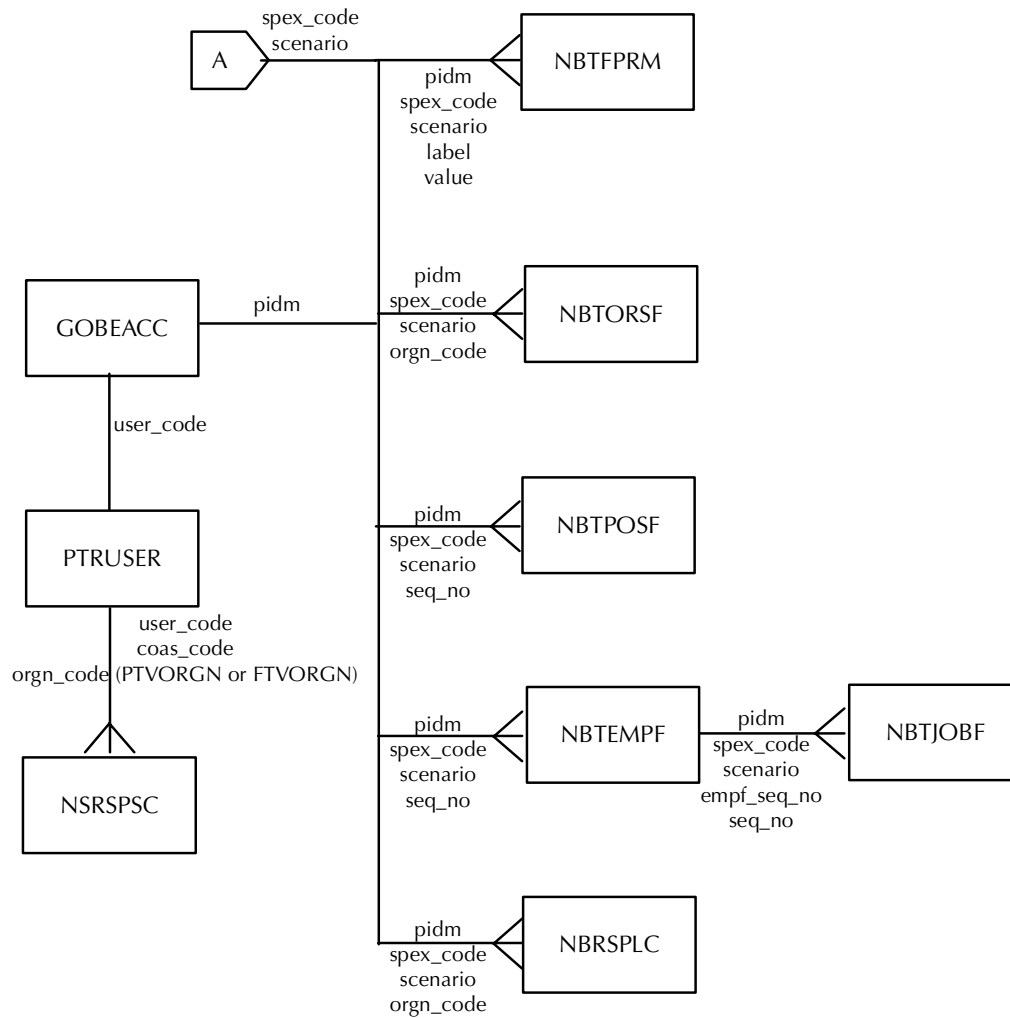 spex_code
scenario
A
NBTFPRM
pidm
spex_code
scenario
label
value
pidm
spex_code
scenario
orgn_code
NBTORSF
GOBEACC
pidm
user_code
pidm
spex_code
scenario
seq_no
NBTPOSF
PTRUSER
user_code
coas_code
orgn_code (PTVORGN or FTVORGN)
NSRSPSC
pidm
spex_code
scenario
seq_no
NBTEMPF
pidm
spex_code
scenario
empf_seq_no
seq_no
NBTJOBF
pidm
spex_code
scenario
orgn_code
NBRSPLC